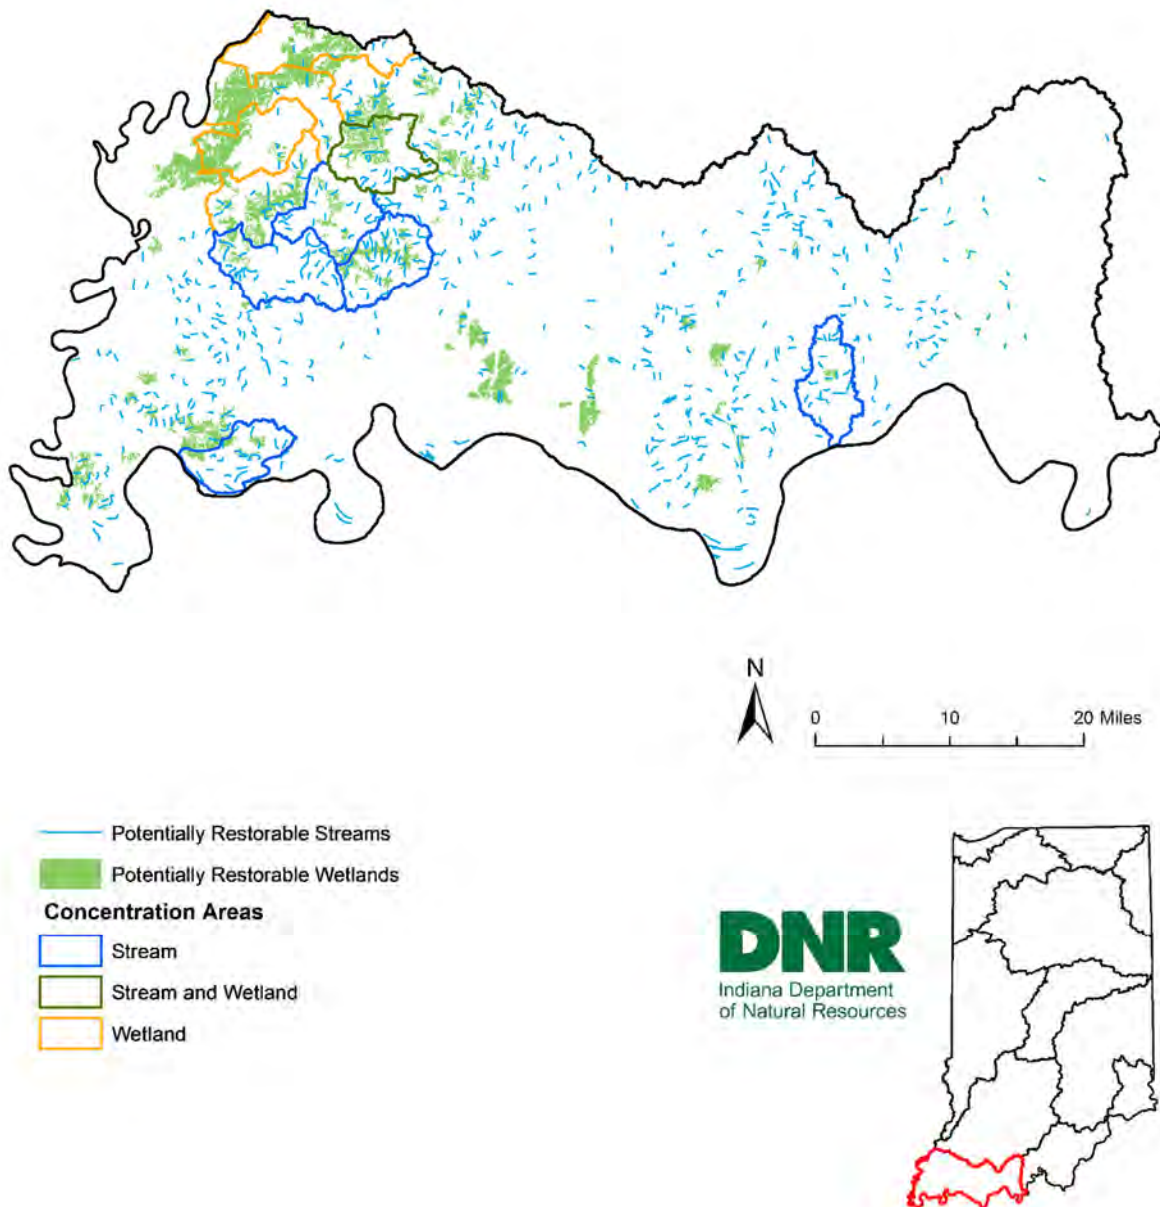 N
0 10 20 Miles
Potentially Restorable Streams
Potentially Restorable Wetlands
Concentration Areas
Stream
Stream and Wetland
Wetland
DNR
Indiana Department
of Natural Resources